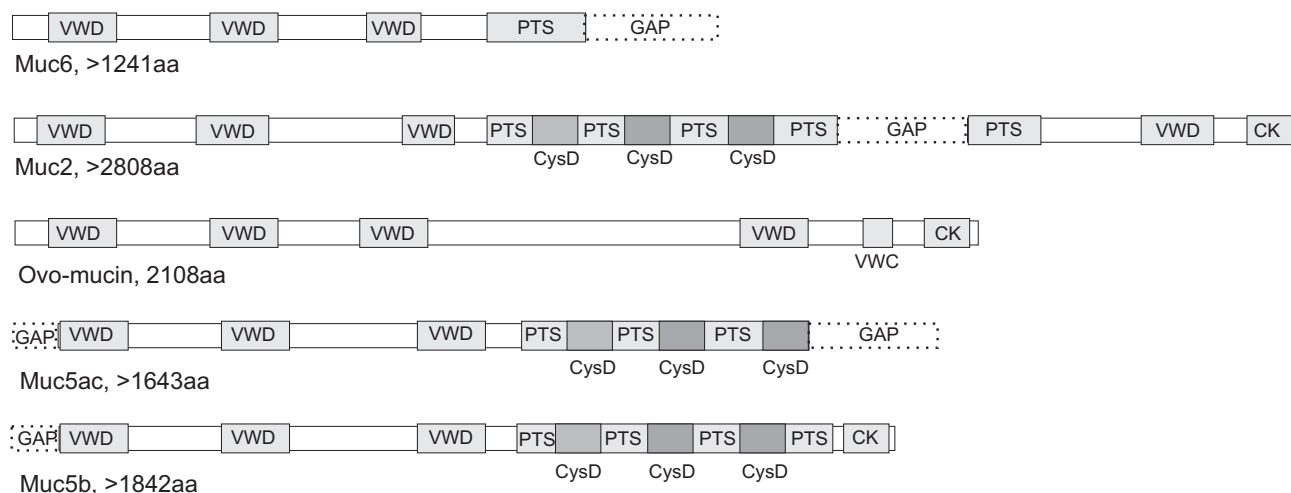 VWD VWD VWD PTS GAP
Muc6, >1241aa
VWD VWD VWD PTS PTS PTS PTS GAP PTS VWD CK
CysD CysD CysD
Muc2, >2808aa
VWD VWD VWD VWD CK
VWC
Ovo-mucin, 2108aa
GAP VWD VWD VWD PTS PTS PTS GAP
CysD CysD CysD
Muc5ac, >1643aa
GAP VWD VWD VWD PTS PTS PTS PTS CK
CysD CysD CysD
Muc5b, >1842aa